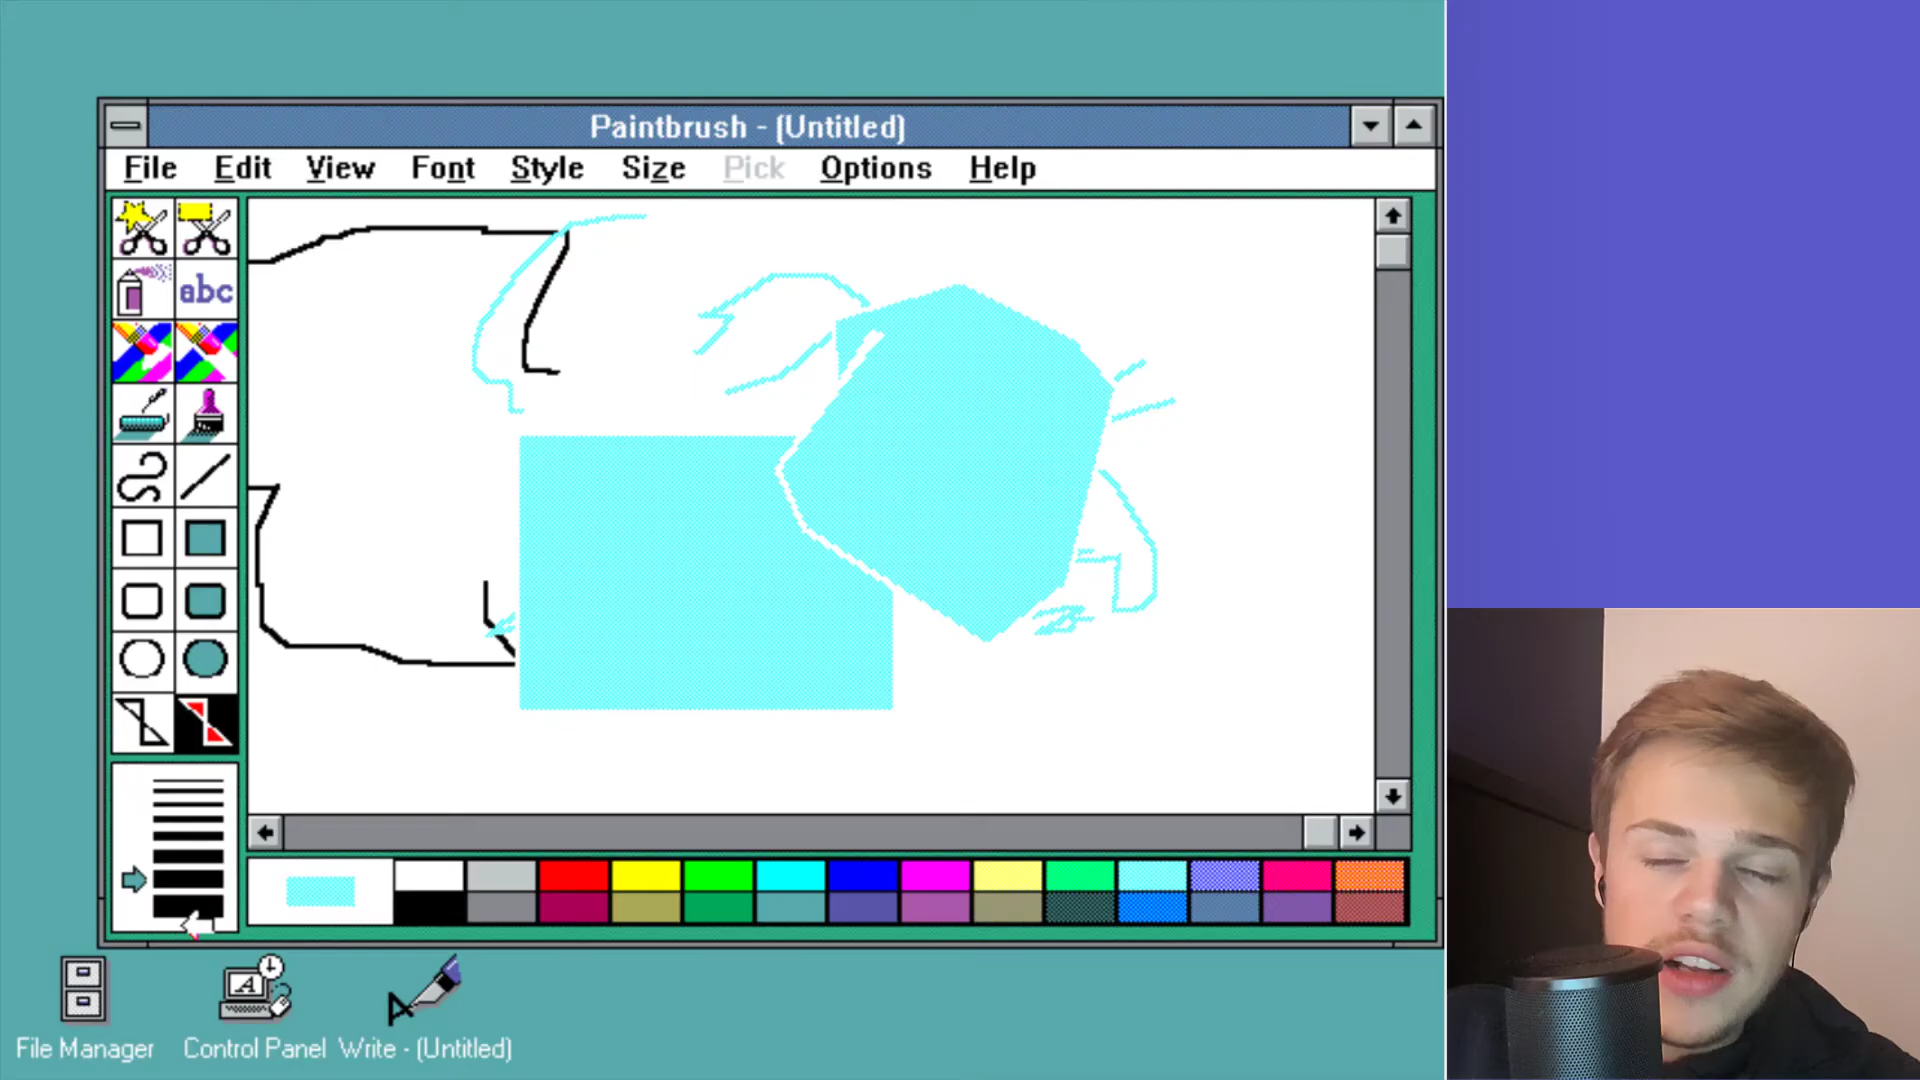 Paintbrush - (Untitled)
File Edit View Font Style Size Pick Options Help
abc
A
File Manager Control Panel Write - (Untitled)